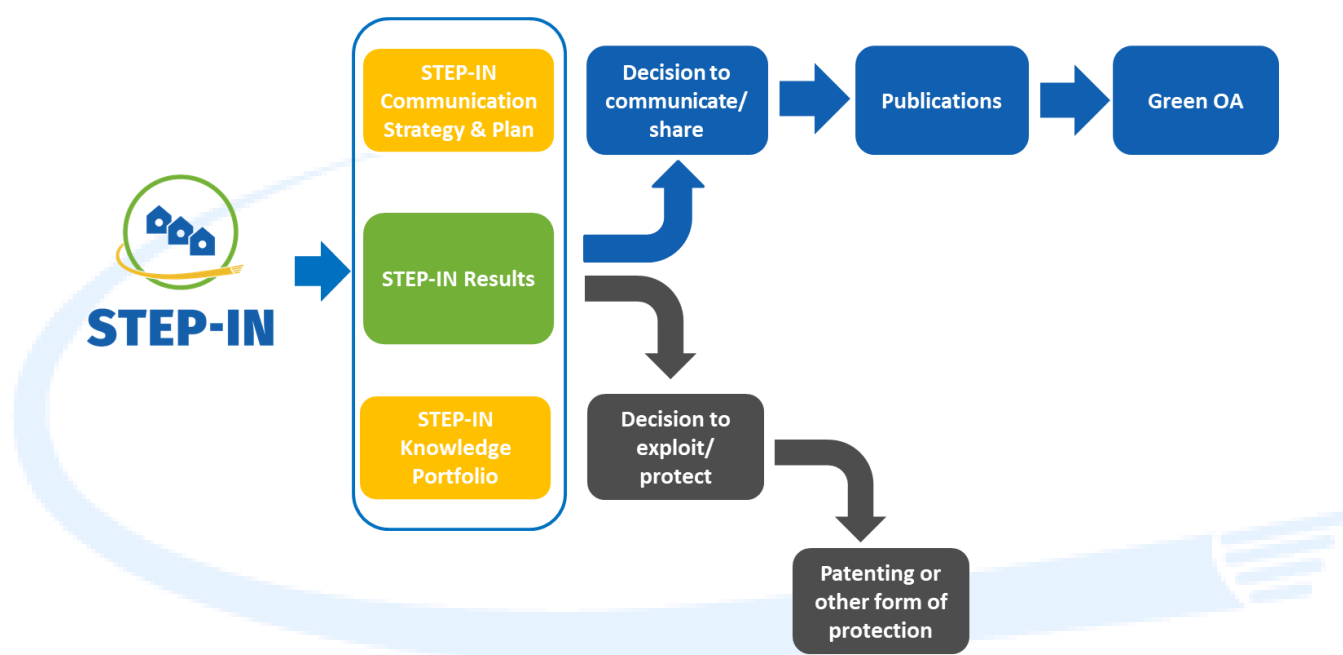 STEP-IN
STEP-IN
Communication
Strategy & Plan
STEP-IN Results
STEP-IN
Knowledge
Portfolio
Decision to
communicate/
share
Publications
Green OA
Decision to
exploit/
protect
Patenting or
other form of
protection